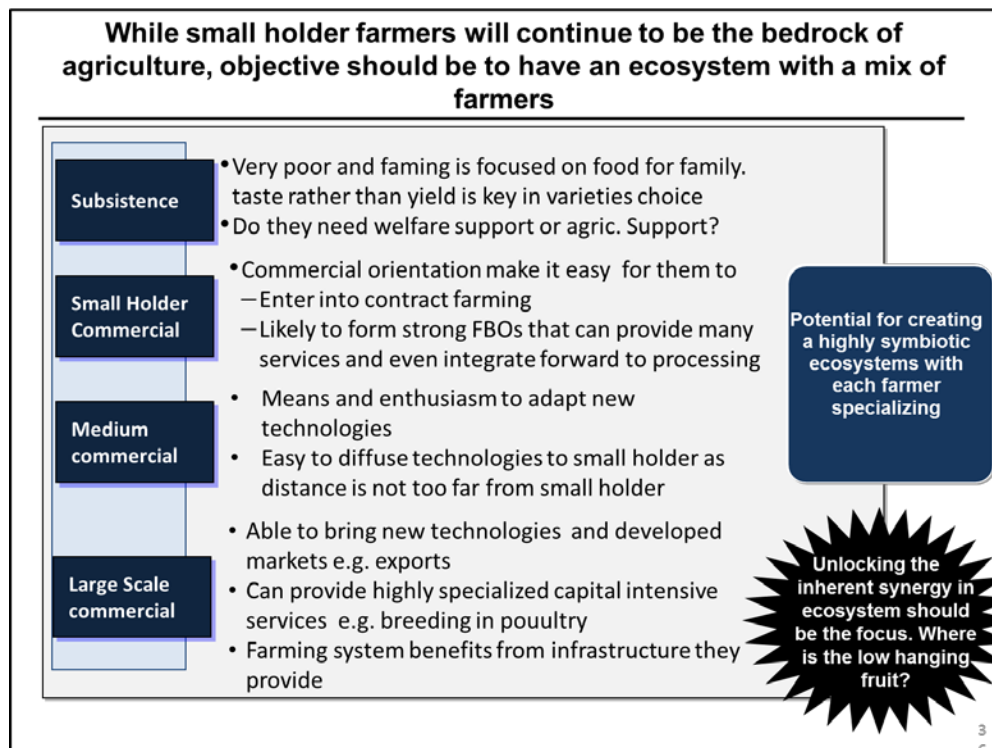 While small holder farmers will continue to be the bedrock of
agriculture, objective should be to have an ecosystem with a mix of
farmers
Subsistence
•Very poor and faming is focused on food for family.
taste rather than yield is key in varieties choice
•Do they need welfare support or agric. Support?
Small Holder
Commercial
•Commercial orientation make it easy for them to
–Enter into contract farming
–Likely to form strong FBOs that can provide many
services and even integrate forward to processing
Medium
commercial
• Means and enthusiasm to adapt new
technologies
• Easy to diffuse technologies to small holder as
distance is not too far from small holder
Large Scale
commercial
• Able to bring new technologies and developed
markets e.g. exports
• Can provide highly specialized capital intensive
services e.g. breeding in pouultry
• Farming system benefits from infrastructure they
provide
Potential for creating
a highly symbiotic
ecosystems with
each farmer
specializing
Unlocking the
inherent synergy in
ecosystem should
be the focus. Where
is the low hanging
fruit?
3